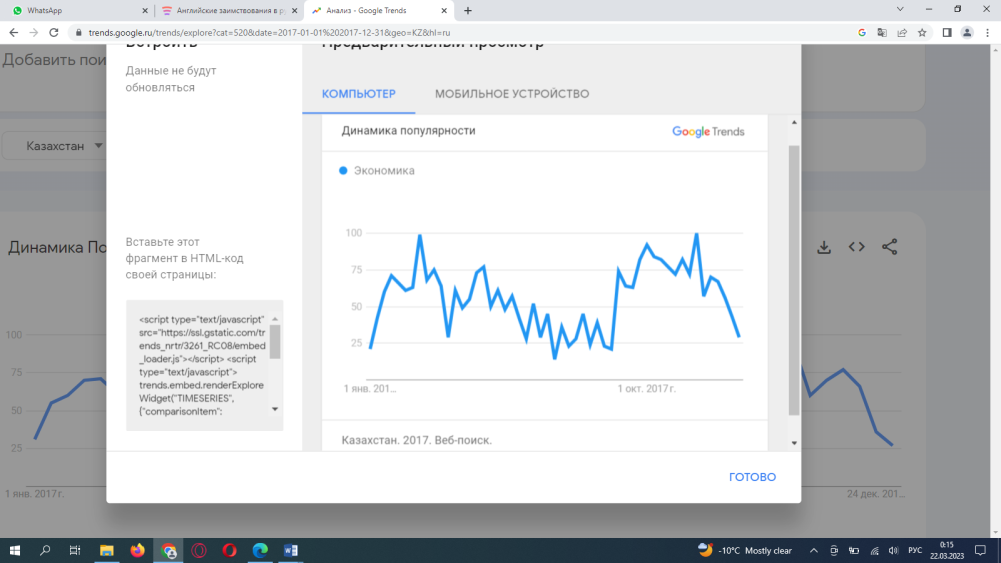 WhatsApp
Английские заимствования в ру
Анализ - Google Trends
trends.google.ru/trends/explore?cat=520&date=2017-01-01%202017-12-31&geo=KZ&hl=ru
Добавить пои
Казахстан
Динамика По
100
75
50
25
1 янв. 2017 г.
24 дек. 201...
Встроить
Данные не будут
обновляться
Вставьте этот
фрагмент в HTML-код
своей страницы:
<script type="text/javascript"
src="https://ssl.gstatic.com/tr
ends_nrtr/3261_RC08/embed
_loader.js"></script> <script
type="text/javascript">
trends.embed.renderExplore
Widget("TIMESERIES",
{"comparisonItem":
Предварительный просмотр
КОМПЬЮТЕР
МОБИЛЬНОЕ УСТРОЙСТВО
Динамика популярности
Google Trends
Экономика
100
75
50
25
1 янв. 201...
1 окт. 2017 г.
Казахстан. 2017. Веб-поиск.
ГОТОВО
-10°C Mostly clear
РУС
0:15
22.03.2023